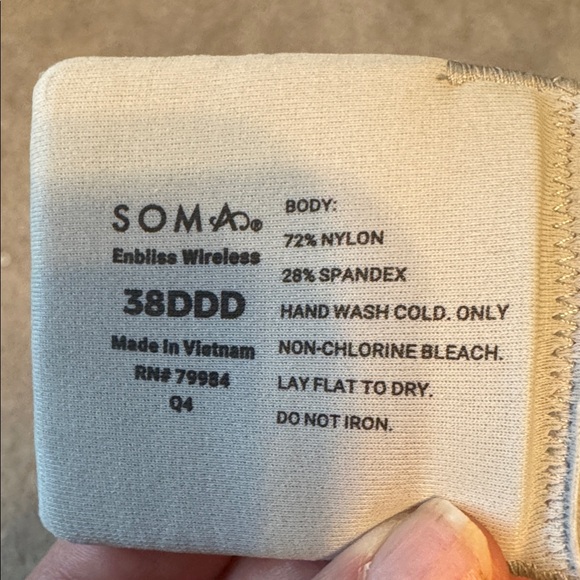 SOMA®
Enbliss Wireless
38DDD
Made In Vietnam
RN# 79984
Q4
BODY:
72% NYLON
28% SPANDEX
HAND WASH COLD. ONLY
NON-CHLORINE BLEACH.
LAY FLAT TO DRY.
DO NOT IRON.